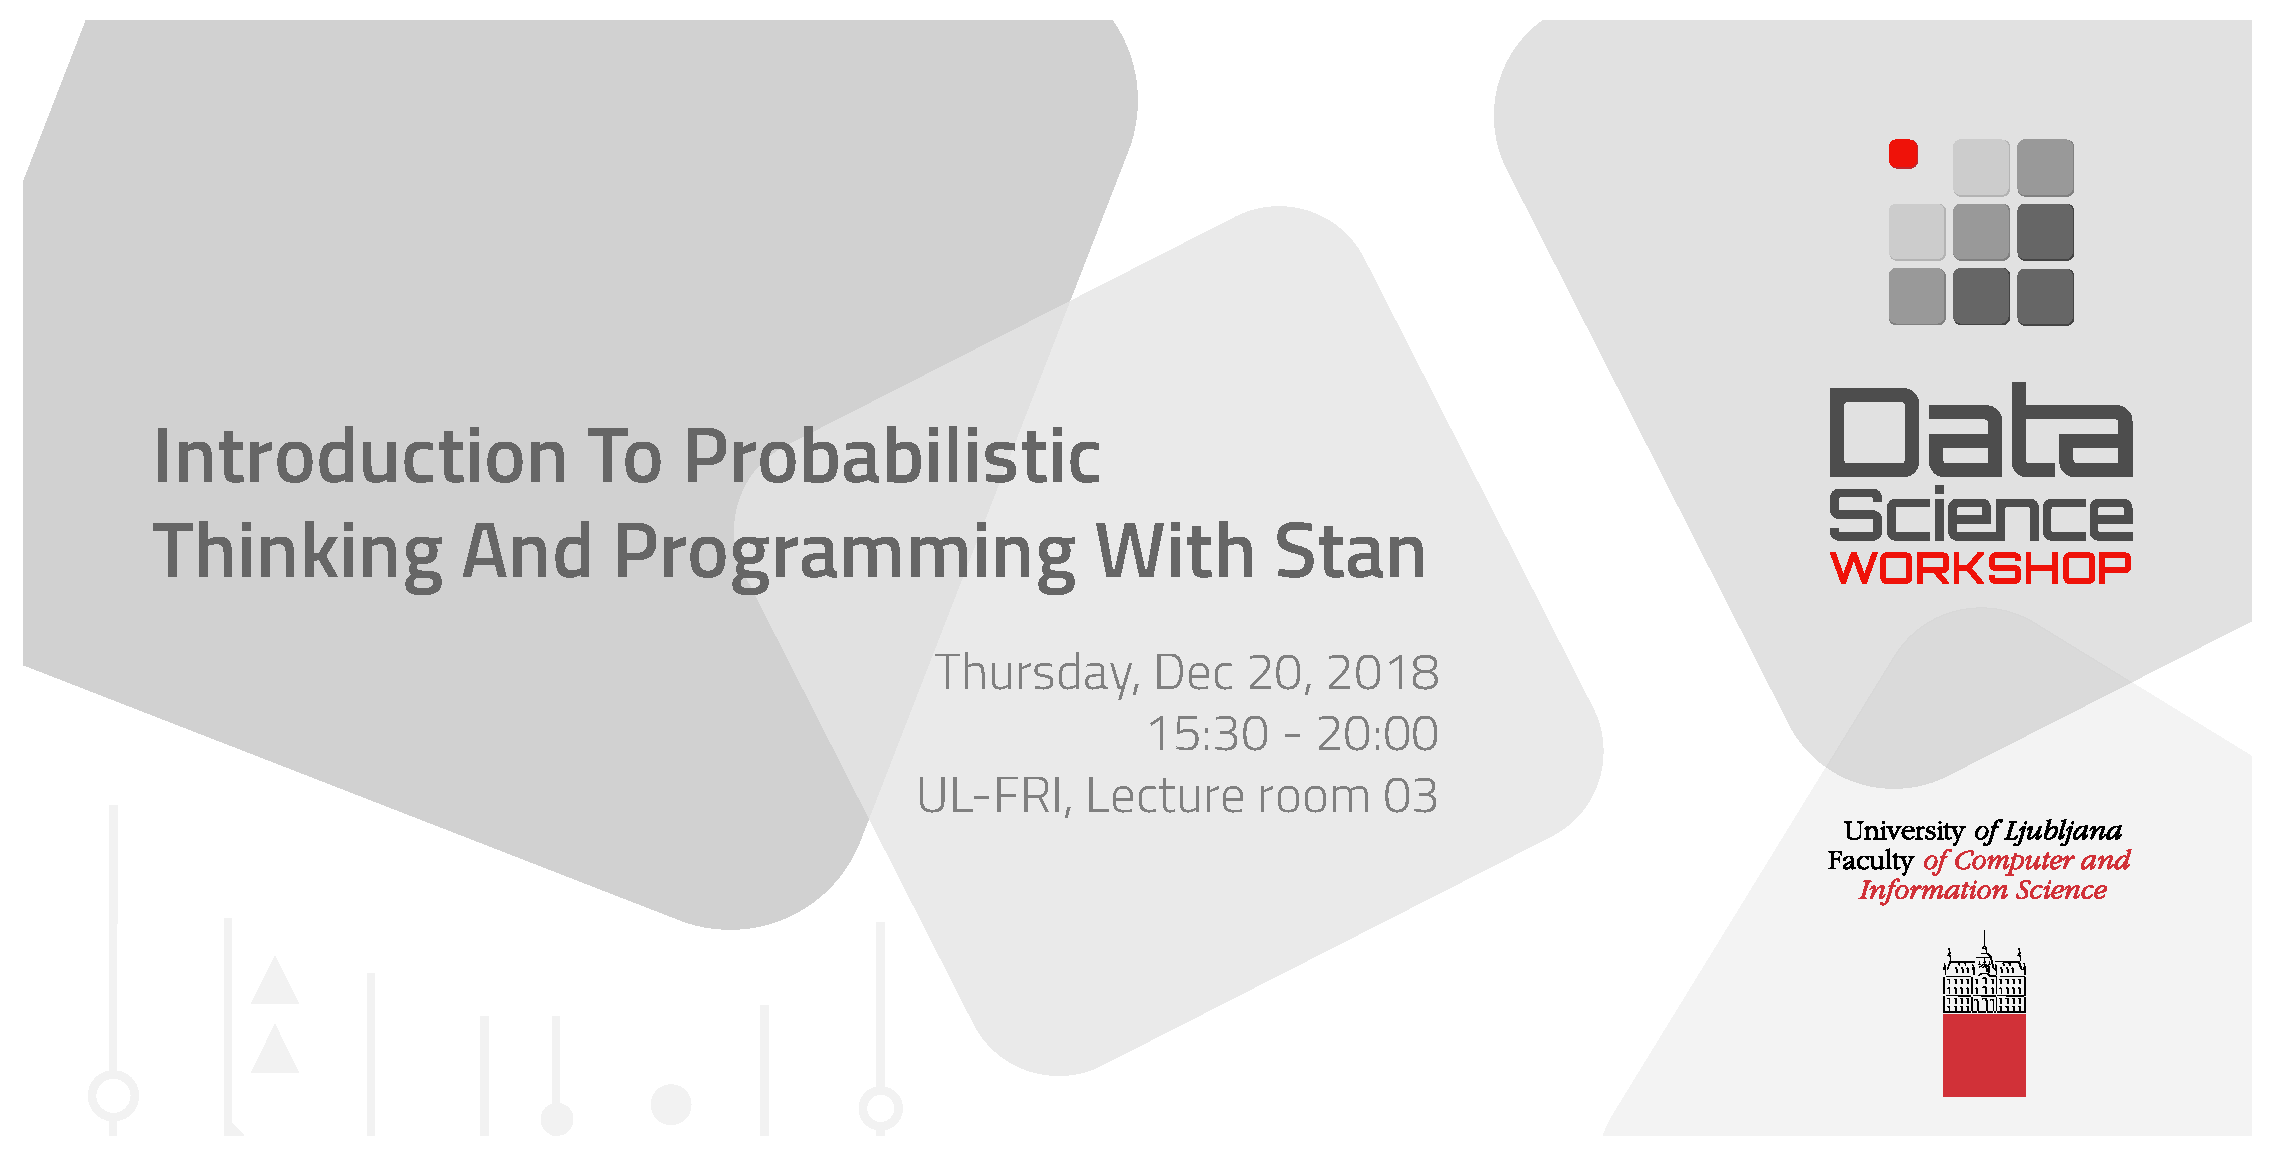 Introduction To Probabilistic
Thinking And Programming With Stan
Thursday, Dec 20, 2018
15:30 - 20:00
UL-FRI, Lecture room 03
Data
Science
WORKSHOP
University of Ljubljana
Faculty of Computer and
Information Science